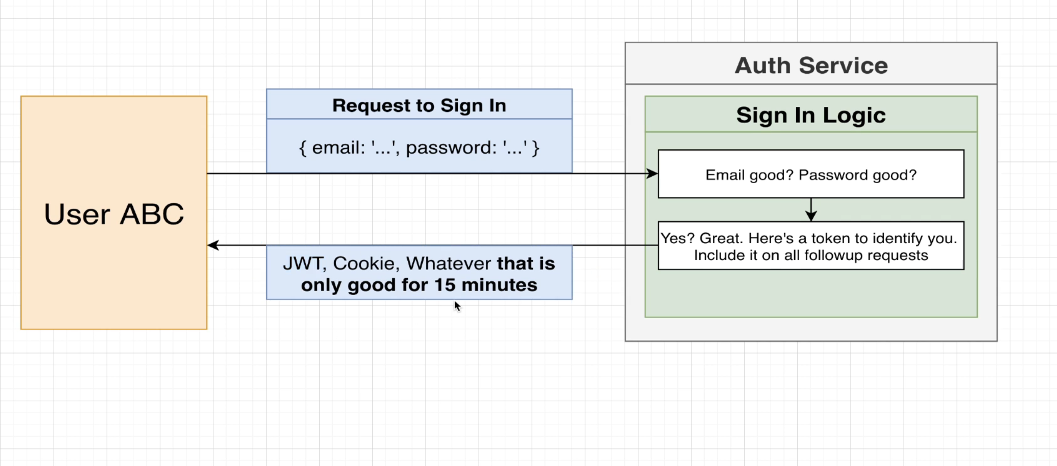 Auth Service
Request to Sign In
{ email: '...', password: '...' }
Sign In Logic
Email good? Password good?
User ABC
Yes? Great. Here's a token to identify you.
Include it on all followup requests
JWT, Cookie, Whatever that is
only good for 15 minutes